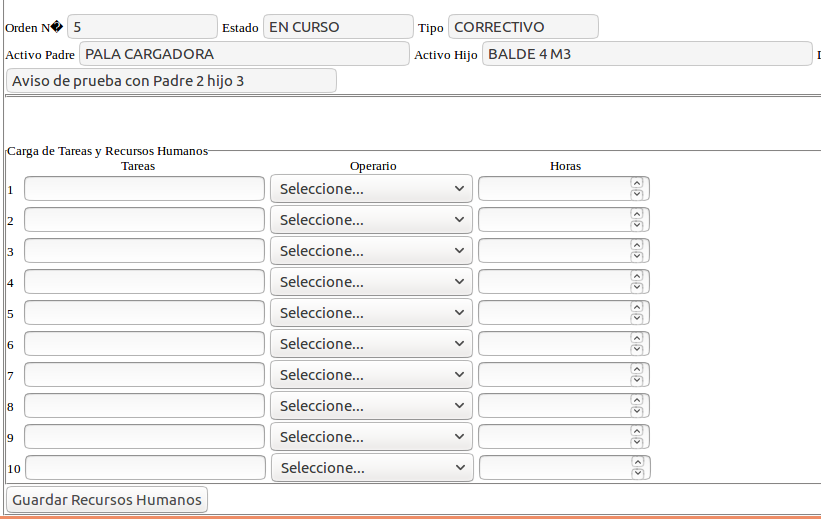 Orden N� 5 Estado EN CURSO Tipo CORRECTIVO
Activo Padre PALA CARGADORA Activo Hijo BALDE 4 M3
Aviso de prueba con Padre 2 hijo 3
Carga de Tareas y Recursos Humanos
Tareas Operario Horas
1 Seleccione...
2 Seleccione...
3 Seleccione...
4 Seleccione...
5 Seleccione...
6 Seleccione...
7 Seleccione...
8 Seleccione...
9 Seleccione...
10 Seleccione...
Guardar Recursos Humanos